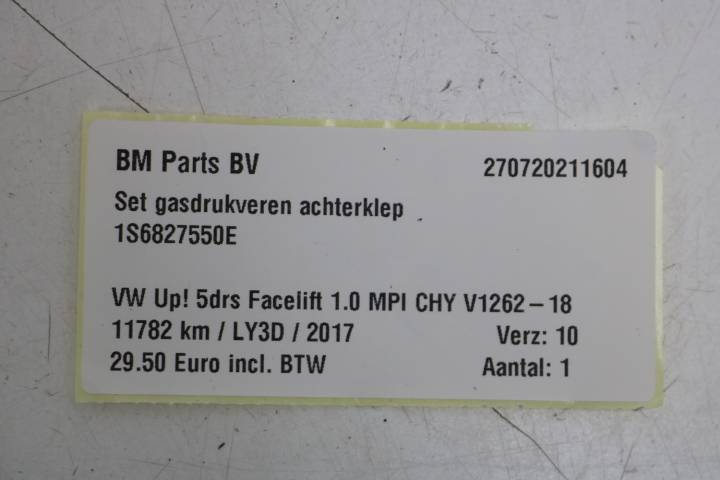 BM Parts BV 270720211604
Set gasdrukveren achterklep
1S6827550E
VW Up! 5drs Facelift 1.0 MPI CHY V1262-18
11782 km / LY3D / 2017 Verz: 10
29.50 Euro incl. BTW Aantal: 1